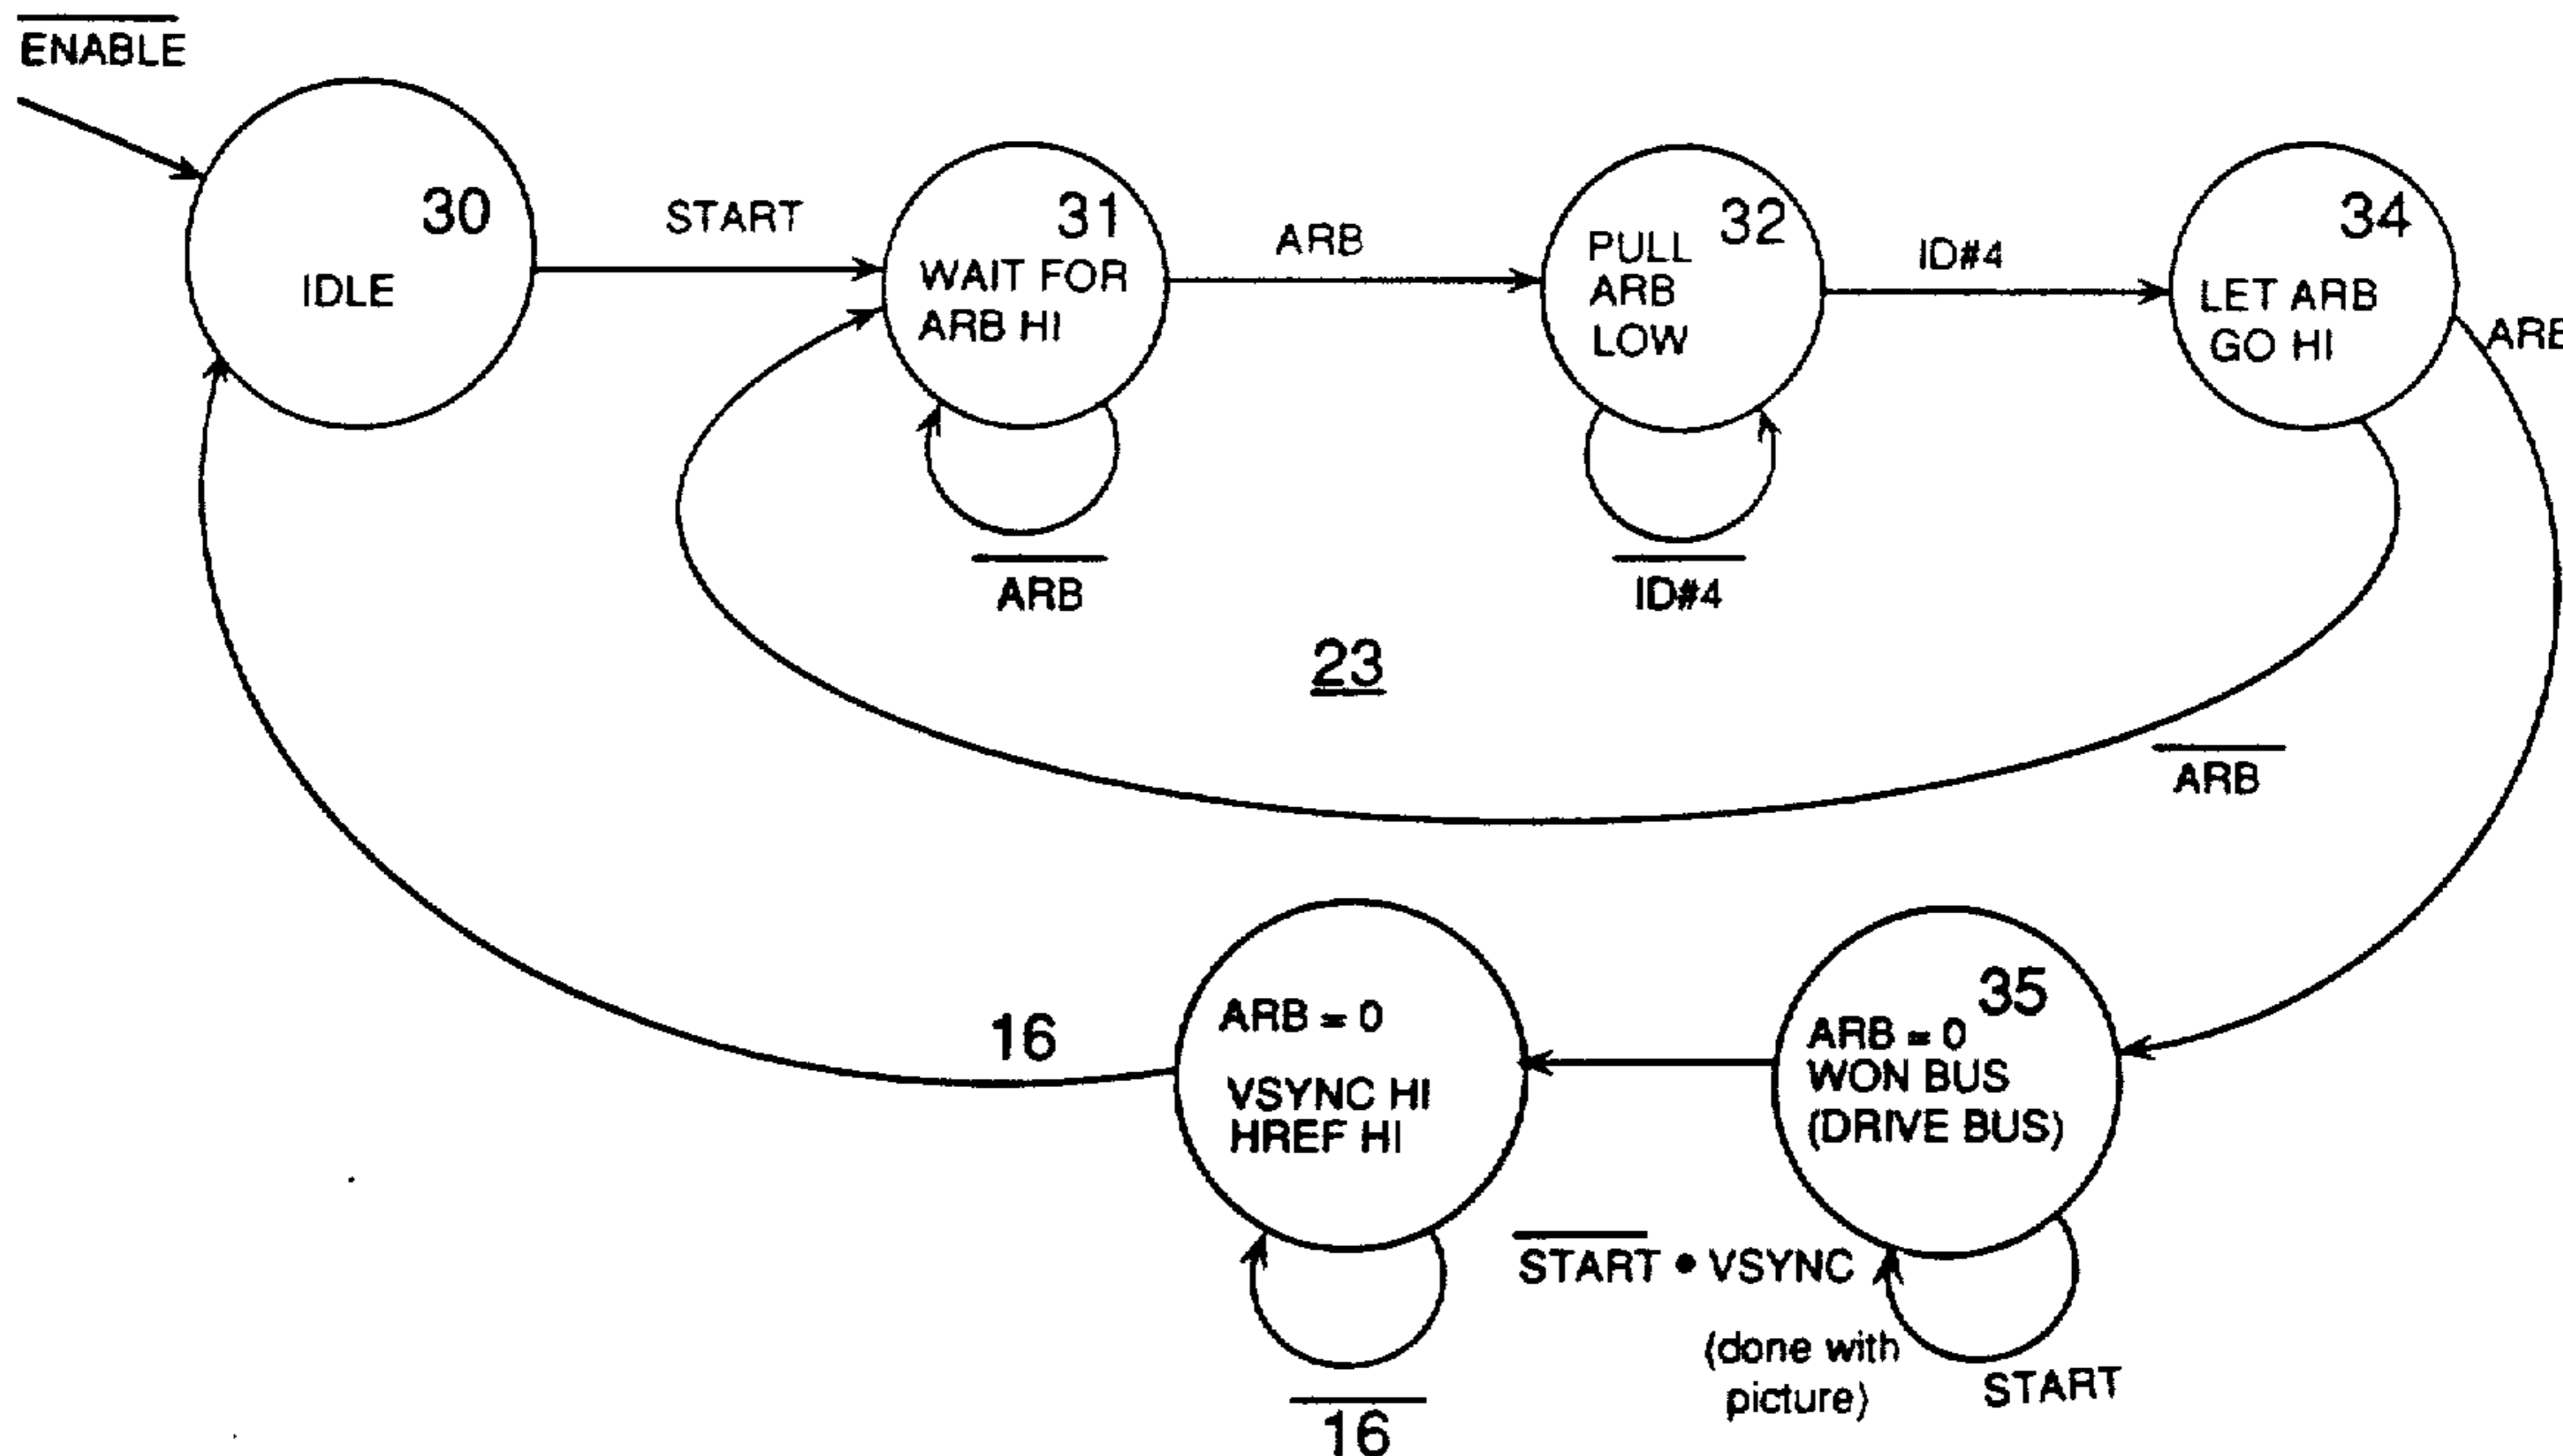 ENABLE
30
IDLE
START
31
WAIT FOR
ARB HI
ARB
ARB
32
PULL
ARB
LOW
ID#4
ID#4
34
LET ARB
GO HI
ARB
ARB
23
35
ARB = 0
WON BUS
(DRIVE BUS)
START
START • VSYNC
(done with
picture)
ARB = 0
VSYNC HI
HREF HI
16
16